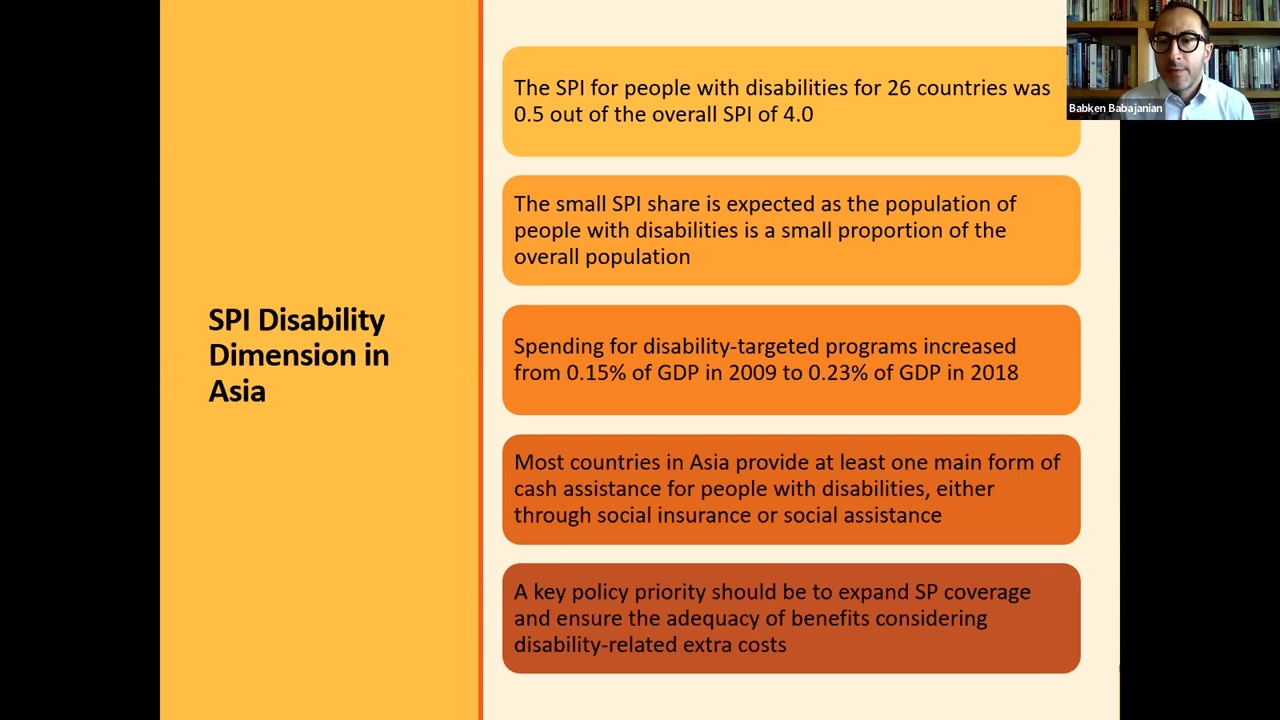 SPI Disability
Dimension in
Asia
The SPI for people with disabilities for 26 countries was
0.5 out of the overall SPI of 4.0
The small SPI share is expected as the population of
people with disabilities is a small proportion of the
overall population
Spending for disability-targeted programs increased
from 0.15% of GDP in 2009 to 0.23% of GDP in 2018
Most countries in Asia provide at least one main form of
cash assistance for people with disabilities, either
through social insurance or social assistance
A key policy priority should be to expand SP coverage
and ensure the adequacy of benefits considering
disability-related extra costs
Babken Babajanian